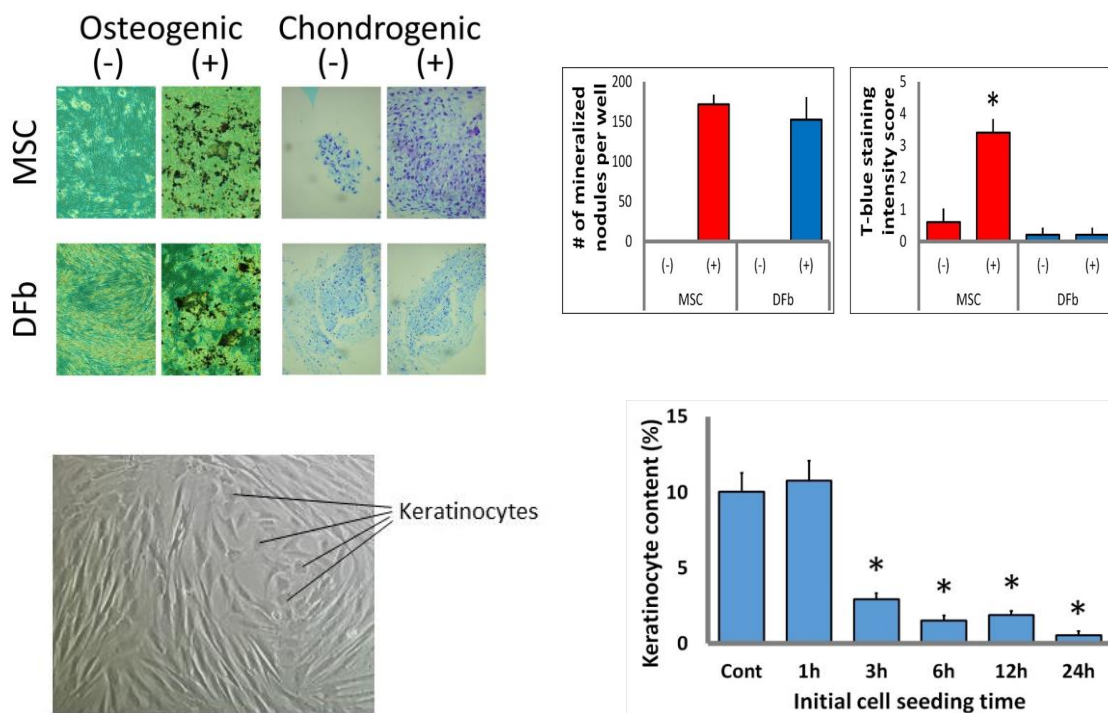 Osteogenic Chondrogenic
(-) (+) (-) (+)
MSC
DFb
# of mineralized
nodules per well
200
150
100
50
0
(-) (+) (-) (+)
MSC DFb
T-blue staining
intensity score
5
4
3
2
1
0
*
(-) (+) (-) (+)
MSC DFb
Keratinocytes
Keratinocyte content (%)
15
10
5
0
* * * *
Cont 1h 3h 6h 12h 24h
Initial cell seeding time